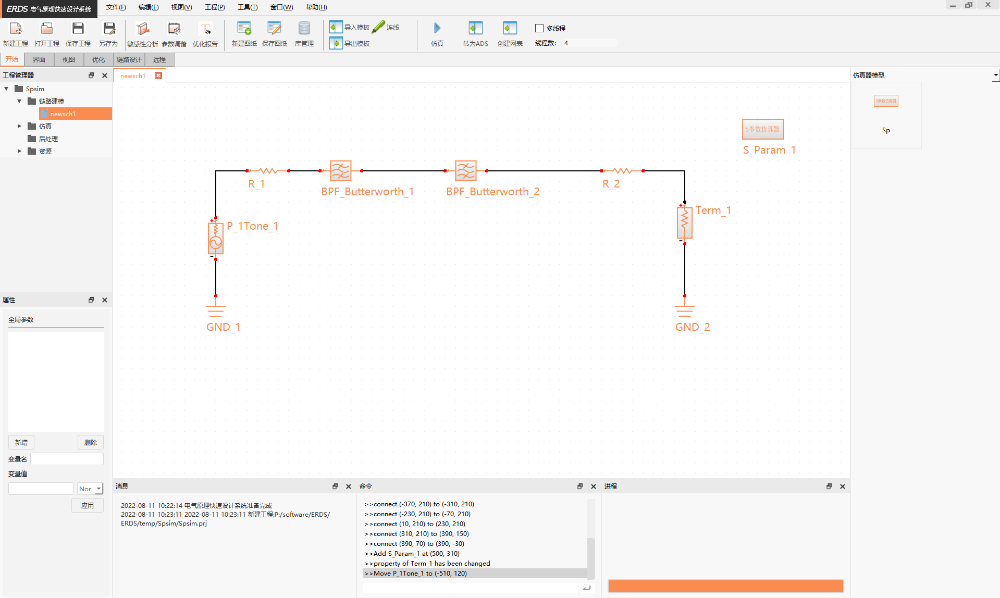 ERDS 电气原理快速设计系统
文件(F) 编辑(E) 视图(V) 工程(P) 工具(T) 窗口(W) 帮助(H)
新建工程 打开工程 保存工程 另存为 敏感性分析 参数调谐 优化报告 新建图纸 保存图纸 库管理 导入模板 连线 导出模板 仿真 转为ADS 创建网表 多线程
线程数: 4
开始 界面 视图 优化 链路设计 远程
工程管理器
Spsim
链路建模
newsch1
仿真
后处理
资源
属性
全局参数
新增 删除
变量名
变量值
Nor
应用
newsch1
S参数仿真器
S_Param_1
R_1
BPF_Butterworth_1
BPF_Butterworth_2
R_2
P_1Tone_1
+
-
Term_1
+
-
GND_1
GND_2
仿真器模型
S参数仿真器
Sp
消息
2022-08-11 10:22:14 电气原理快速设计系统准备完成
2022-08-11 10:23:11 2022-08-11 10:23:11 新建工程:P:/software/ERDS/
ERDS/temp/Spsim/Spsim.prj
命令
>>connect (-370, 210) to (-310, 210)
>>connect (-230, 210) to (-70, 210)
>>connect (10, 210) to (230, 210)
>>connect (310, 210) to (390, 150)
>>connect (390, 70) to (390, -30)
>>Add S_Param_1 at (500, 310)
>>property of Term_1 has been changed
>>Move P_1Tone_1 to (-510, 120)
进程